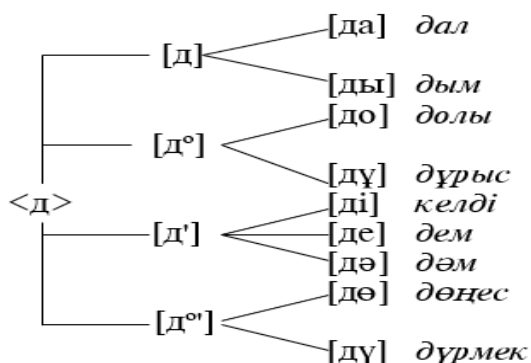 [д] [да] дал
[ды] дым
[д°] [до] долы
[дұ] дұрыс
<д>
[д'] [ді] келді
[де] дем
[дә] дәм
[д°'] [дө] дөңес
[дү] дүрмек